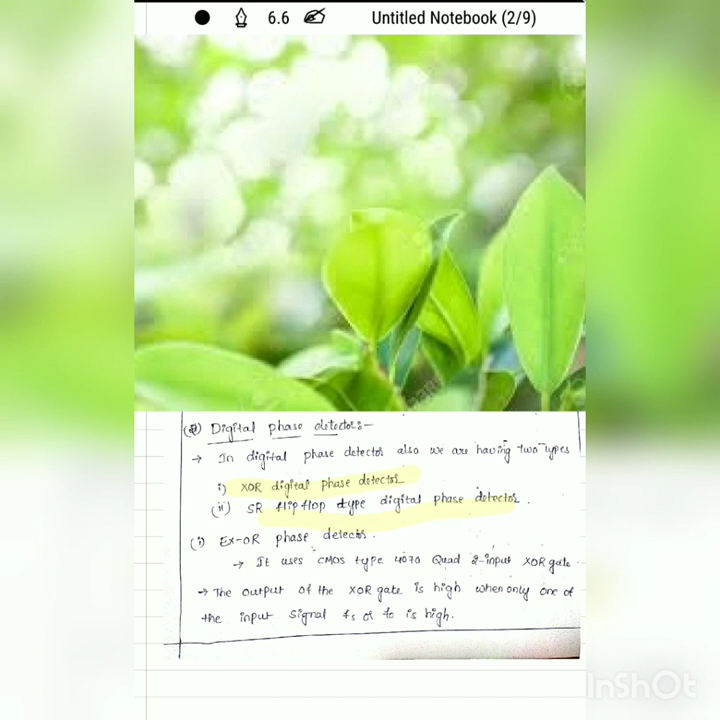 6.6 Untitled Notebook (2/9)
Digital phase detector:-
→ In digital phase detector also we are having two types
i) XOR digital phase detector
(ii) SR flip flop type digital phase detector.
(i) Ex-OR phase detector.
→ It uses CMOS type 4070 Quad 2-input XOR gate.
→ The output of the XOR gate is high when only one of
the input signal fs or fo is high.
InShOt